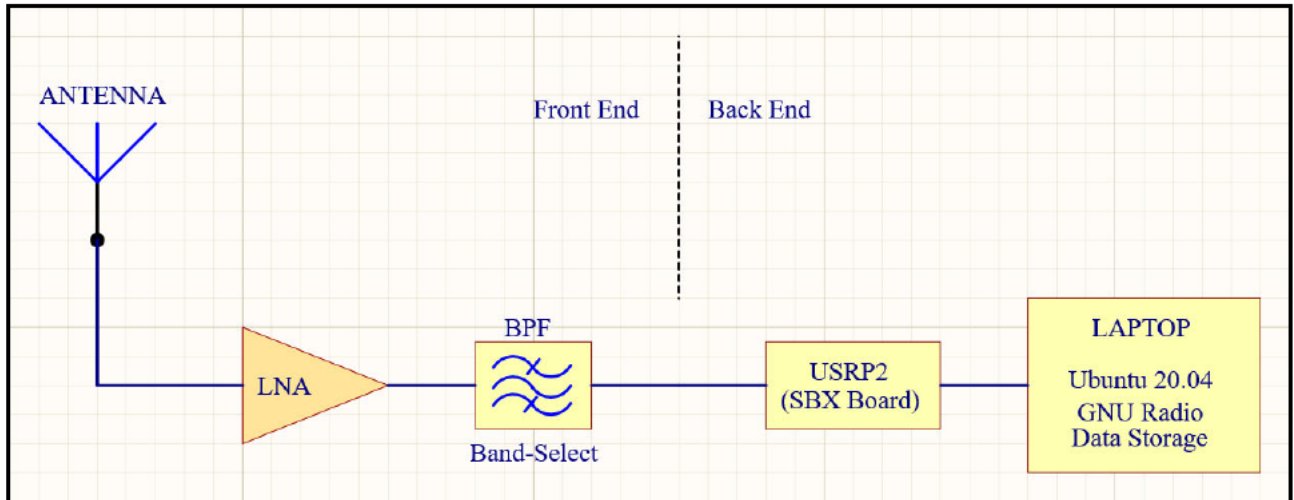 ANTENNA
Front End
Back End
LNA
BPF
Band-Select
USRP2
(SBX Board)
LAPTOP
Ubuntu 20.04
GNU Radio
Data Storage